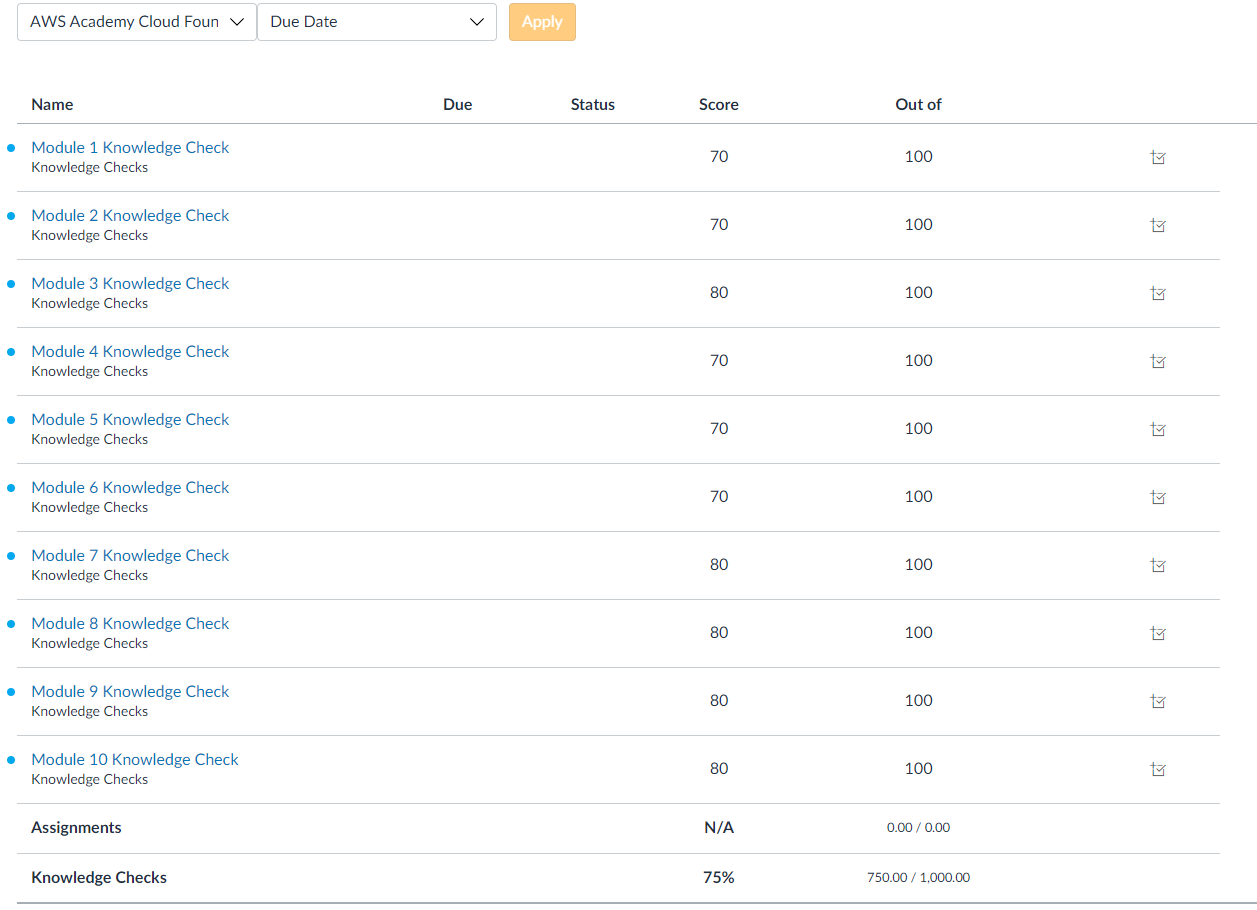 AWS Academy Cloud Foun Due Date Apply
Name Due Status Score Out of
Module 1 Knowledge Check
Knowledge Checks
70 100
Module 2 Knowledge Check
Knowledge Checks
70 100
Module 3 Knowledge Check
Knowledge Checks
80 100
Module 4 Knowledge Check
Knowledge Checks
70 100
Module 5 Knowledge Check
Knowledge Checks
70 100
Module 6 Knowledge Check
Knowledge Checks
70 100
Module 7 Knowledge Check
Knowledge Checks
80 100
Module 8 Knowledge Check
Knowledge Checks
80 100
Module 9 Knowledge Check
Knowledge Checks
80 100
Module 10 Knowledge Check
Knowledge Checks
80 100
Assignments N/A 0.00 / 0.00
Knowledge Checks 75% 750.00 / 1,000.00